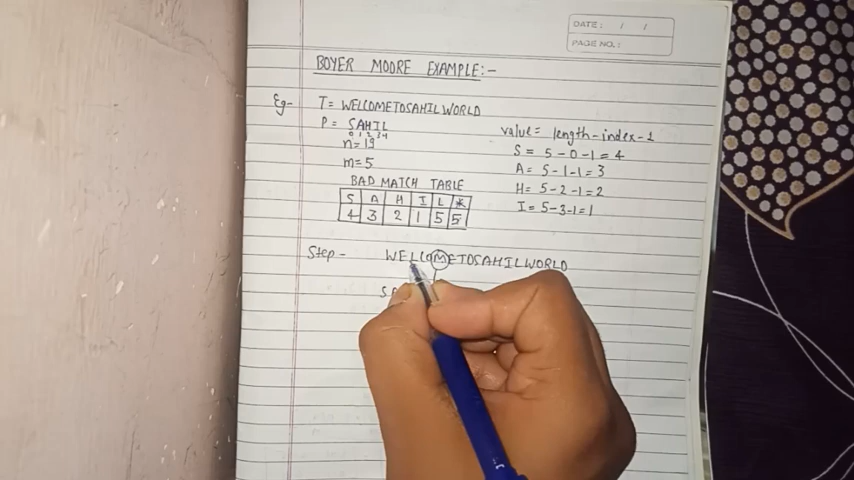 DATE: / /
PAGE NO.:
BOYER MOORE EXAMPLE:-
Eg- T= WELLCOMETOSAHILWORLD
P = SAHIL
0 1 2 3 4
n=19
m=5
BAD MATCH TABLE
S A H I L *
4 3 2 1 5 5
value= length-index-1
S = 5-0-1=4
A = 5-1-1=3
H= 5-2-1=2
I= 5-3-1=1
Step- WELLCOMETOSAHILWORLD